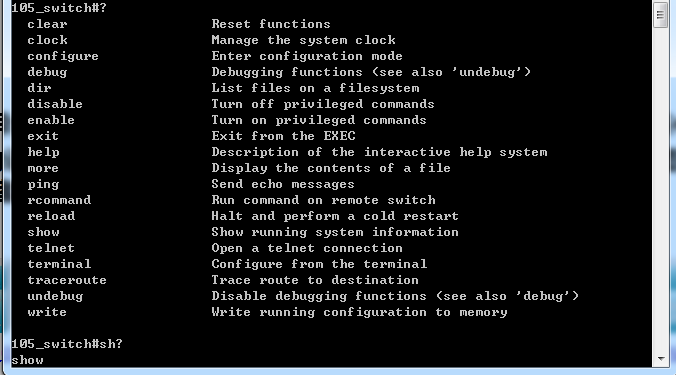 105_switch#?
clear Reset functions
clock Manage the system clock
configure Enter configuration mode
debug Debugging functions (see also 'undebug')
dir List files on a filesystem
disable Turn off privileged commands
enable Turn on privileged commands
exit Exit from the EXEC
help Description of the interactive help system
more Display the contents of a file
ping Send echo messages
rcommand Run command on remote switch
reload Halt and perform a cold restart
show Show running system information
telnet Open a telnet connection
terminal Configure from the terminal
traceroute Trace route to destination
undebug Disable debugging functions (see also 'debug')
write Write running configuration to memory
105_switch#sh?
show